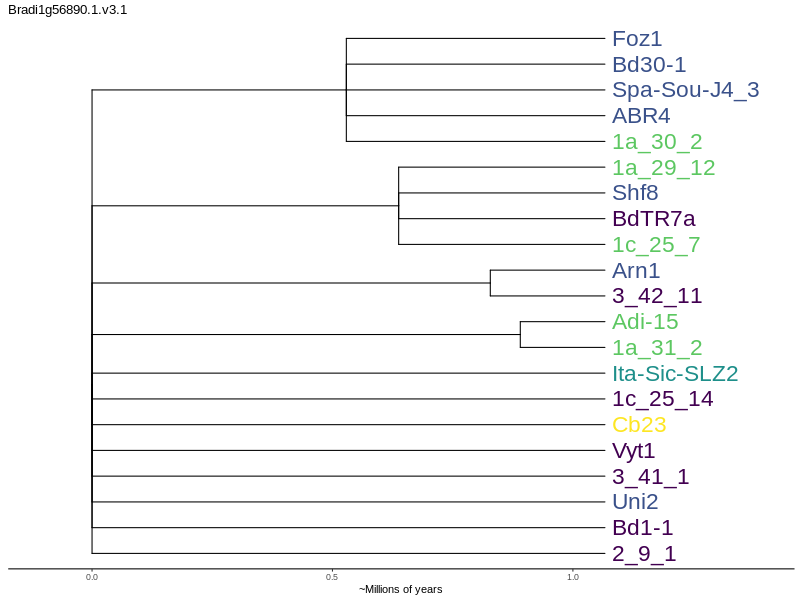 Bradi1g56890.1.v3.1
Foz1
Bd30-1
Spa-Sou-J4_3
ABR4
1a_30_2
1a_29_12
Shf8
BdTR7a
1c_25_7
Arn1
3_42_11
Adi-15
1a_31_2
Ita-Sic-SLZ2
1c_25_14
Cb23
Vyt1
3_41_1
Uni2
Bd1-1
2_9_1
0.0 0.5 1.0
~Millions of years